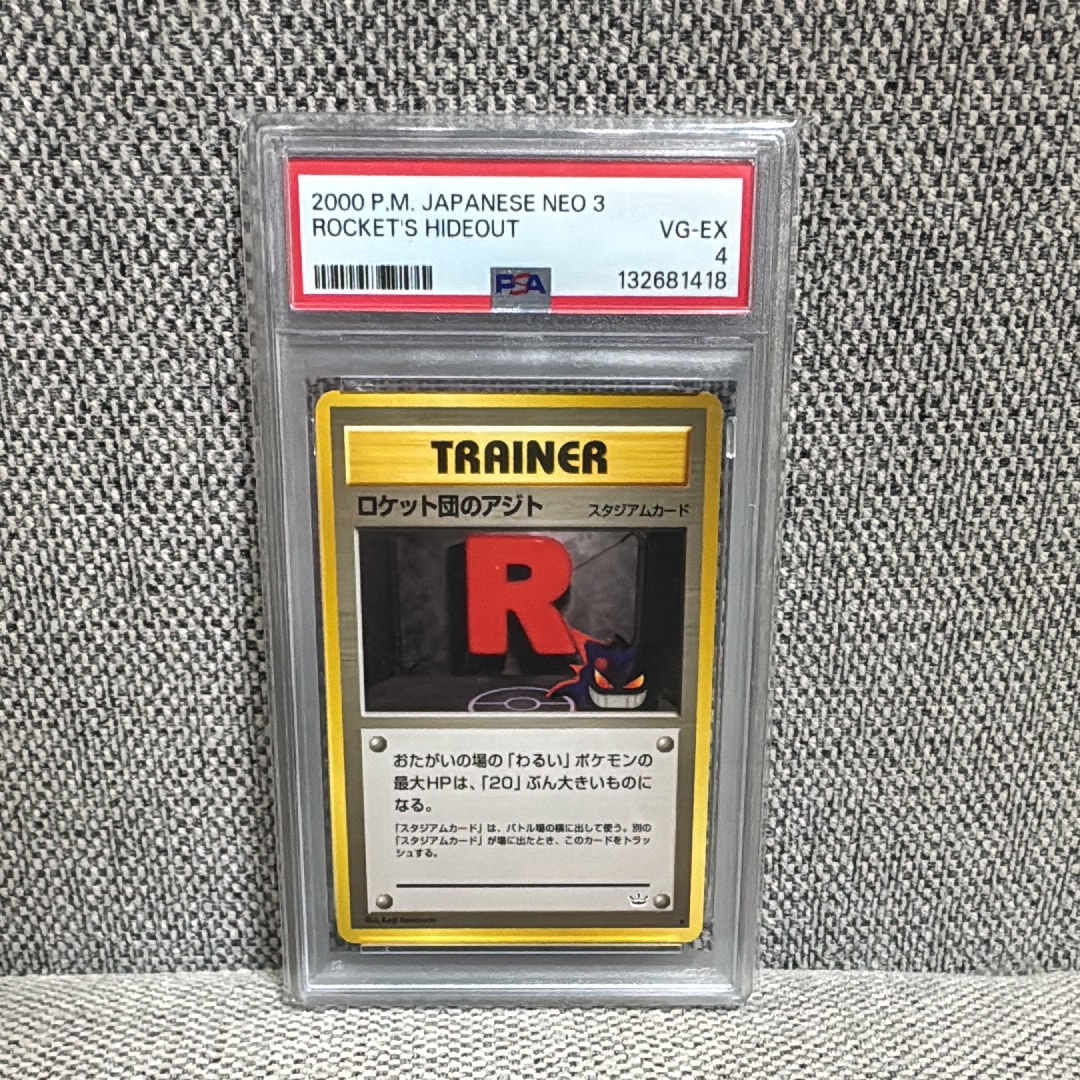 2000 P.M. JAPANESE NEO 3
ROCKET'S HIDEOUT VG-EX
4
PSA 132681418
TRAINER
ロケット団のアジト スタジアムカード
R
おたがいの場の「わるい」ポケモンの
最大HPは、「20」ぶん大きいものに
なる。
「スタジアムカード」は、バトル場の横に出して使う。別の
「スタジアムカード」が場に出たとき、このカードをトラッ
シュする。